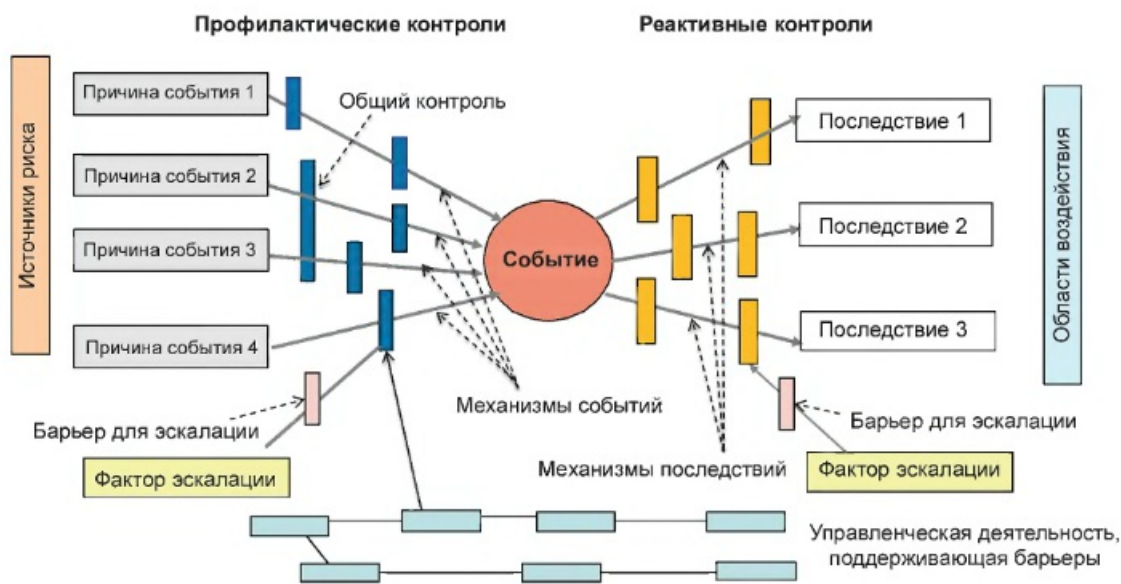 Профилактические контроли
Реактивные контроли
Источники риска
Причина события 1
Причина события 2
Причина события 3
Причина события 4
Общий контроль
Событие
Последствие 1
Последствие 2
Последствие 3
Области воздействия
Механизмы событий
Механизмы последствий
Барьер для эскалации
Фактор эскалации
Барьер для эскалации
Фактор эскалации
Управленческая деятельность,
поддерживающая барьеры